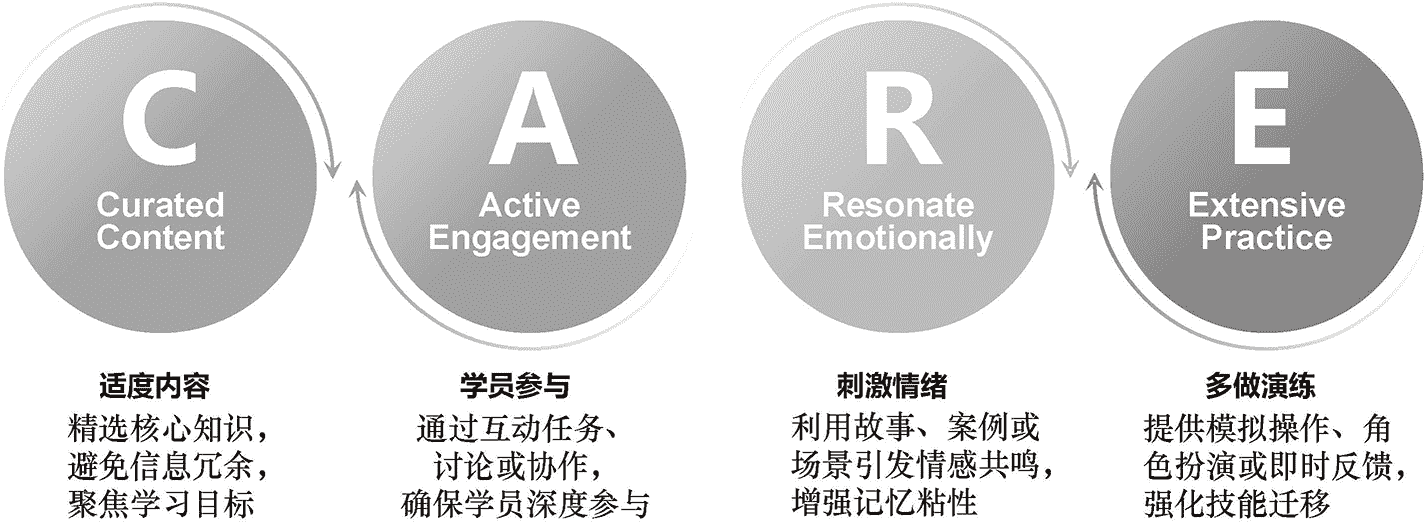 C
Curated
Content
适度内容
精选核心知识，
避免信息冗余，
聚焦学习目标
A
Active
Engagement
学员参与
通过互动任务、
讨论或协作，
确保学员深度参与
R
Resonate
Emotionally
刺激情绪
利用故事、案例或
场景引发情感共鸣，
增强记忆粘性
E
Extensive
Practice
多做演练
提供模拟操作、角
色扮演或即时反馈，
强化技能迁移